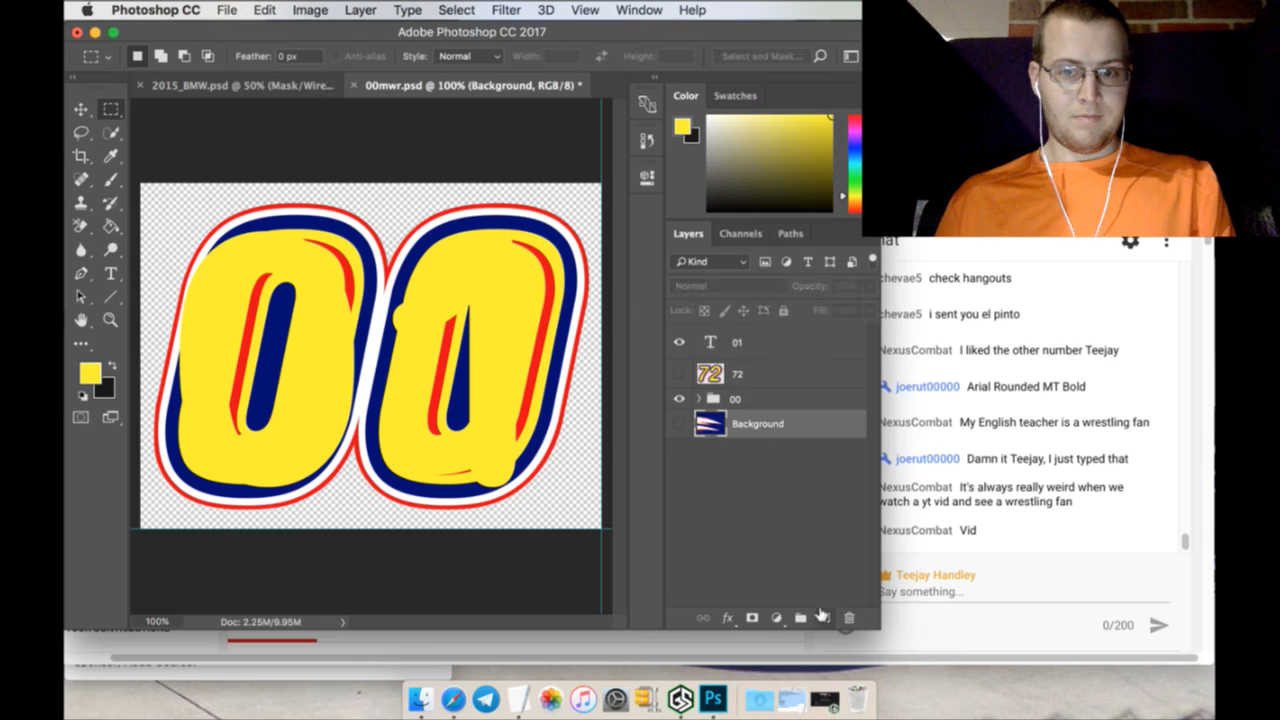 Photoshop CC File Edit Image Layer Type Select Filter 3D View Window Help
Adobe Photoshop CC 2017
Feather: 0 px Anti-alias Style: Normal Width: Height: Select and Mask...
2015_BMW.psd @ 50% (Mask/Wire... 00mwr.psd @ 100% (Background, RGB/8) *
Color Swatches
00
Layers Channels Paths
Kind
Normal Opacity:
Lock: Fill:
01
72 72
00
Background
100% Doc: 2.25M/9.95M
hat
chevae5 check hangouts
chevae5 i sent you el pinto
NexusCombat I liked the other number Teejay
joerut00000 Arial Rounded MT Bold
NexusCombat My English teacher is a wrestling fan
joerut00000 Damn it Teejay, I just typed that
NexusCombat It's always really weird when we
watch a yt vid and see a wrestling fan
NexusCombat Vid
Teejay Handley
Say something...
0/200
Ps